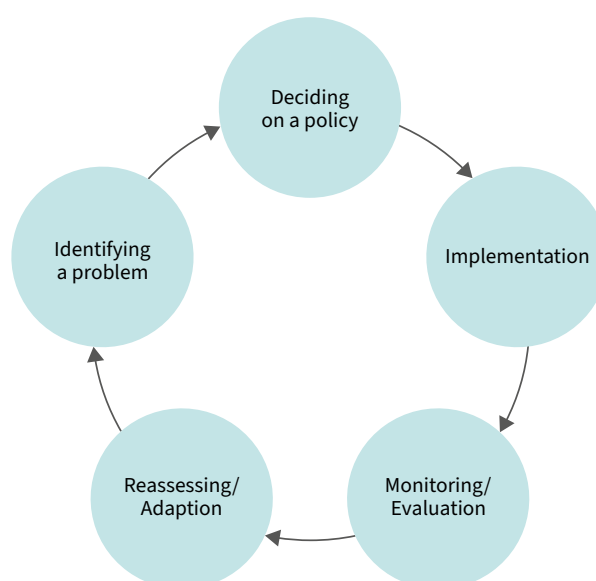 Deciding
on a policy
Implementation
Monitoring/
Evaluation
Reassessing/
Adaption
Identifying
a problem